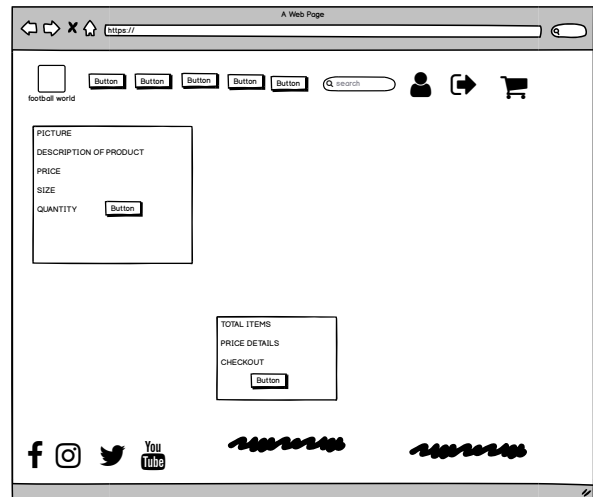 A Web Page
https://
Button Button Button Button Button search
football world
PICTURE
DESCRIPTION OF PRODUCT
PRICE
SIZE
QUANTITY Button
TOTAL ITEMS
PRICE DETAILS
CHECKOUT
Button
You
Tube